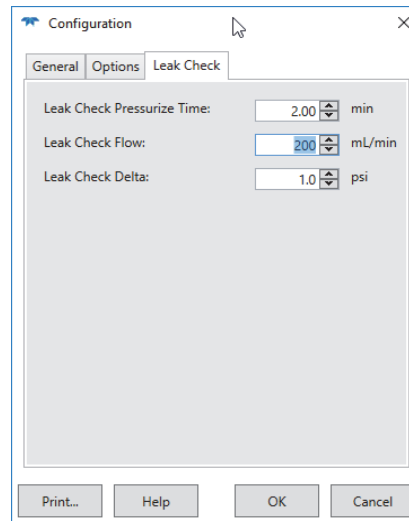 Configuration
General Options Leak Check
Leak Check Pressurize Time: 2.00 min
Leak Check Flow: 200 mL/min
Leak Check Delta: 1.0 psi
Print... Help OK Cancel